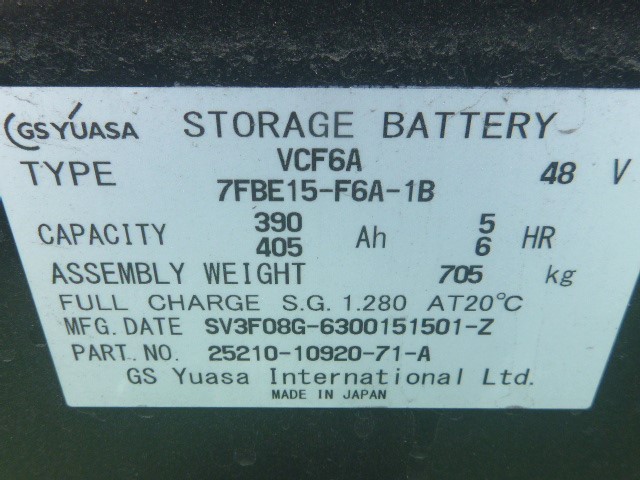 GS YUASA STORAGE BATTERY
TYPE VCF6A 48 V
7FBE15-F6A-1B
CAPACITY 390 Ah 5 HR
405 6
ASSEMBLY WEIGHT 705 kg
FULL CHARGE S.G. 1.280 AT20°C
MFG.DATE SV3F08G-6300151501-Z
PART.NO. 25210-10920-71-A
GS Yuasa International Ltd.
MADE IN JAPAN